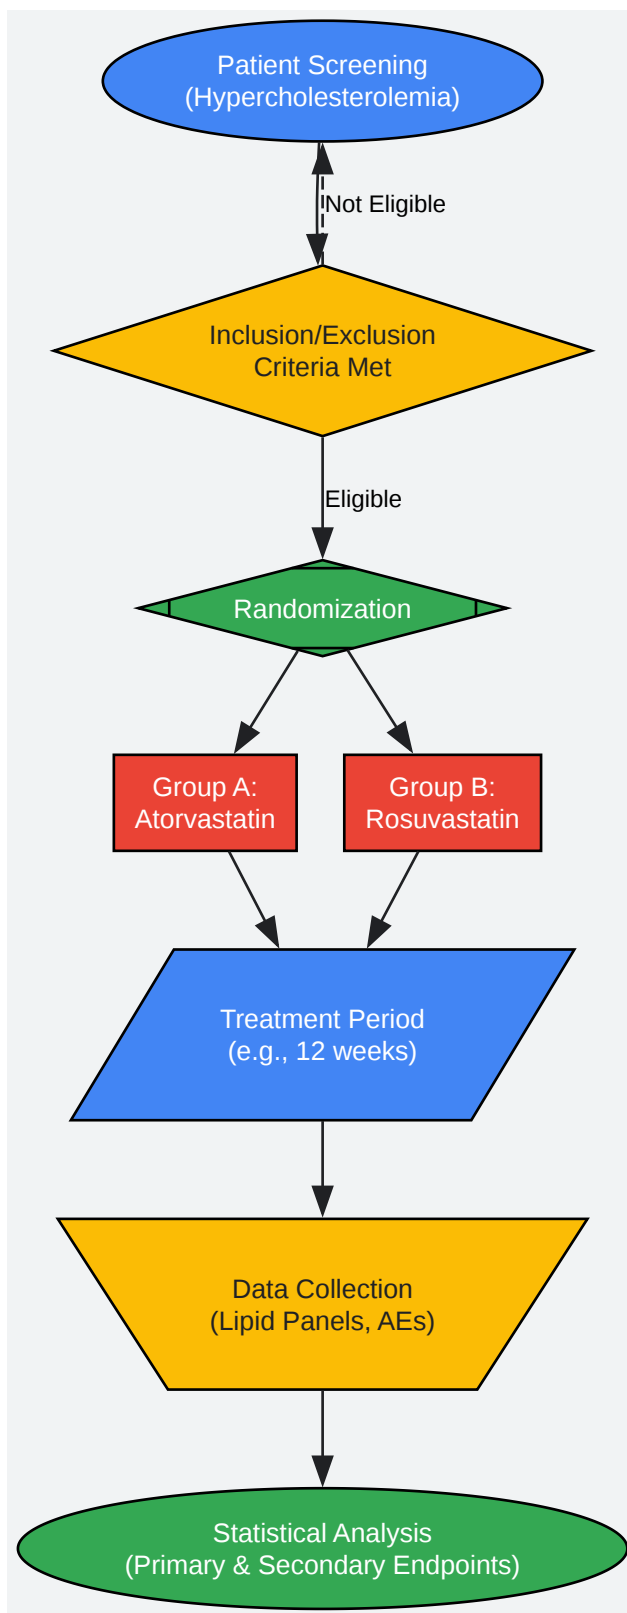 Patient Screening
(Hypercholesterolemia)
Not Eligible
Inclusion/Exclusion
Criteria Met
Eligible
Randomization
Group A:
Atorvastatin
Group B:
Rosuvastatin
Treatment Period
(e.g., 12 weeks)
Data Collection
(Lipid Panels, AEs)
Statistical Analysis
(Primary & Secondary Endpoints)